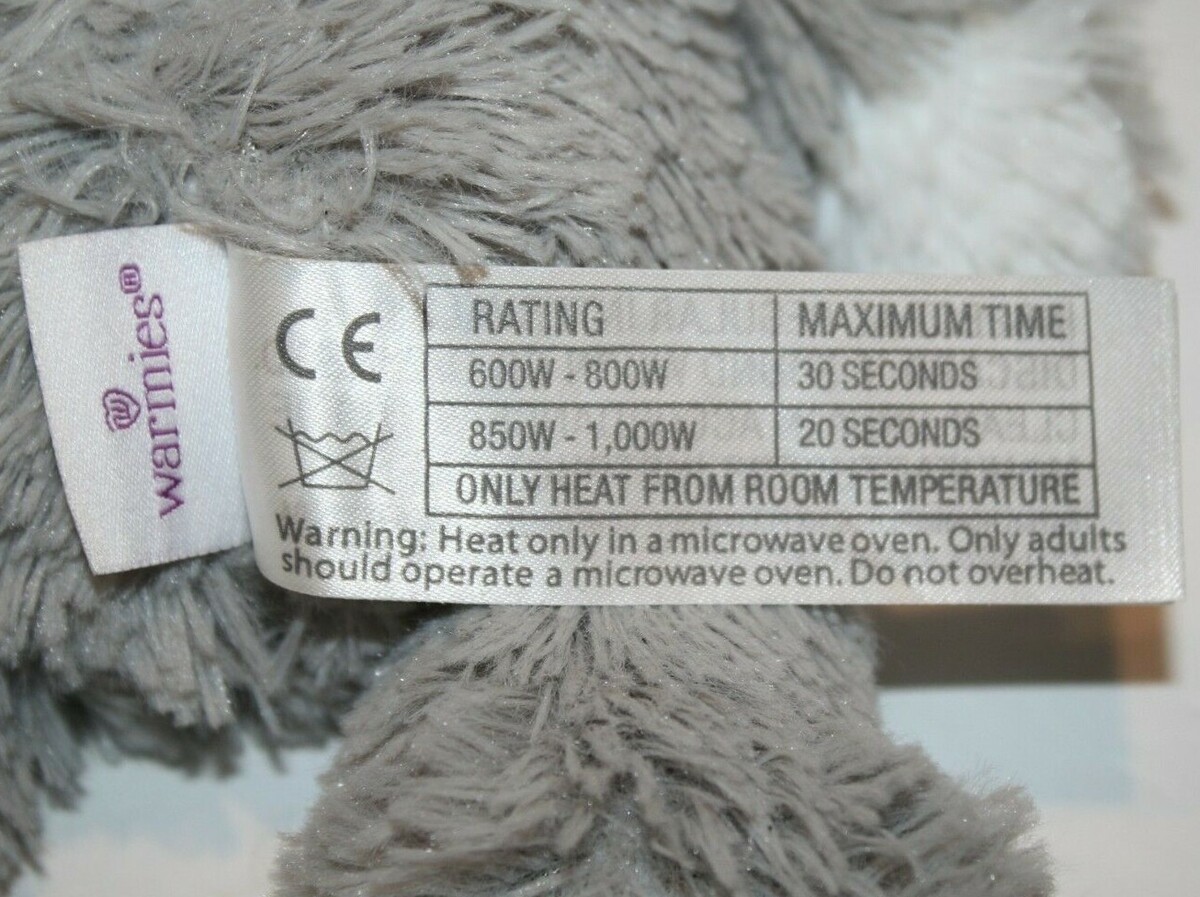 warmies®
CE
RATING MAXIMUM TIME
600W - 800W 30 SECONDS
850W - 1,000W 20 SECONDS
ONLY HEAT FROM ROOM TEMPERATURE
Warning: Heat only in a microwave oven. Only adults
should operate a microwave oven. Do not overheat.